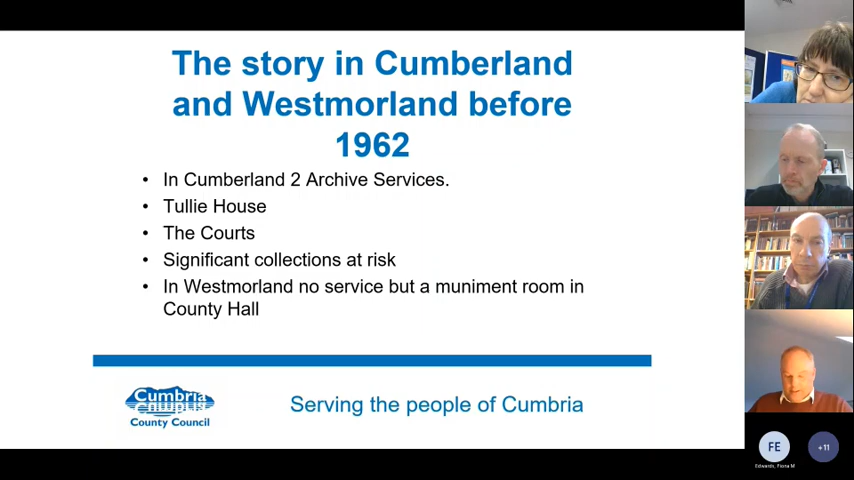 The story in Cumberland
and Westmorland before
1962
• In Cumberland 2 Archive Services.
• Tullie House
• The Courts
• Significant collections at risk
• In Westmorland no service but a muniment room in
County Hall
Cumbria
County Council
Serving the people of Cumbria
FE
+11
Edwards, Fiona M